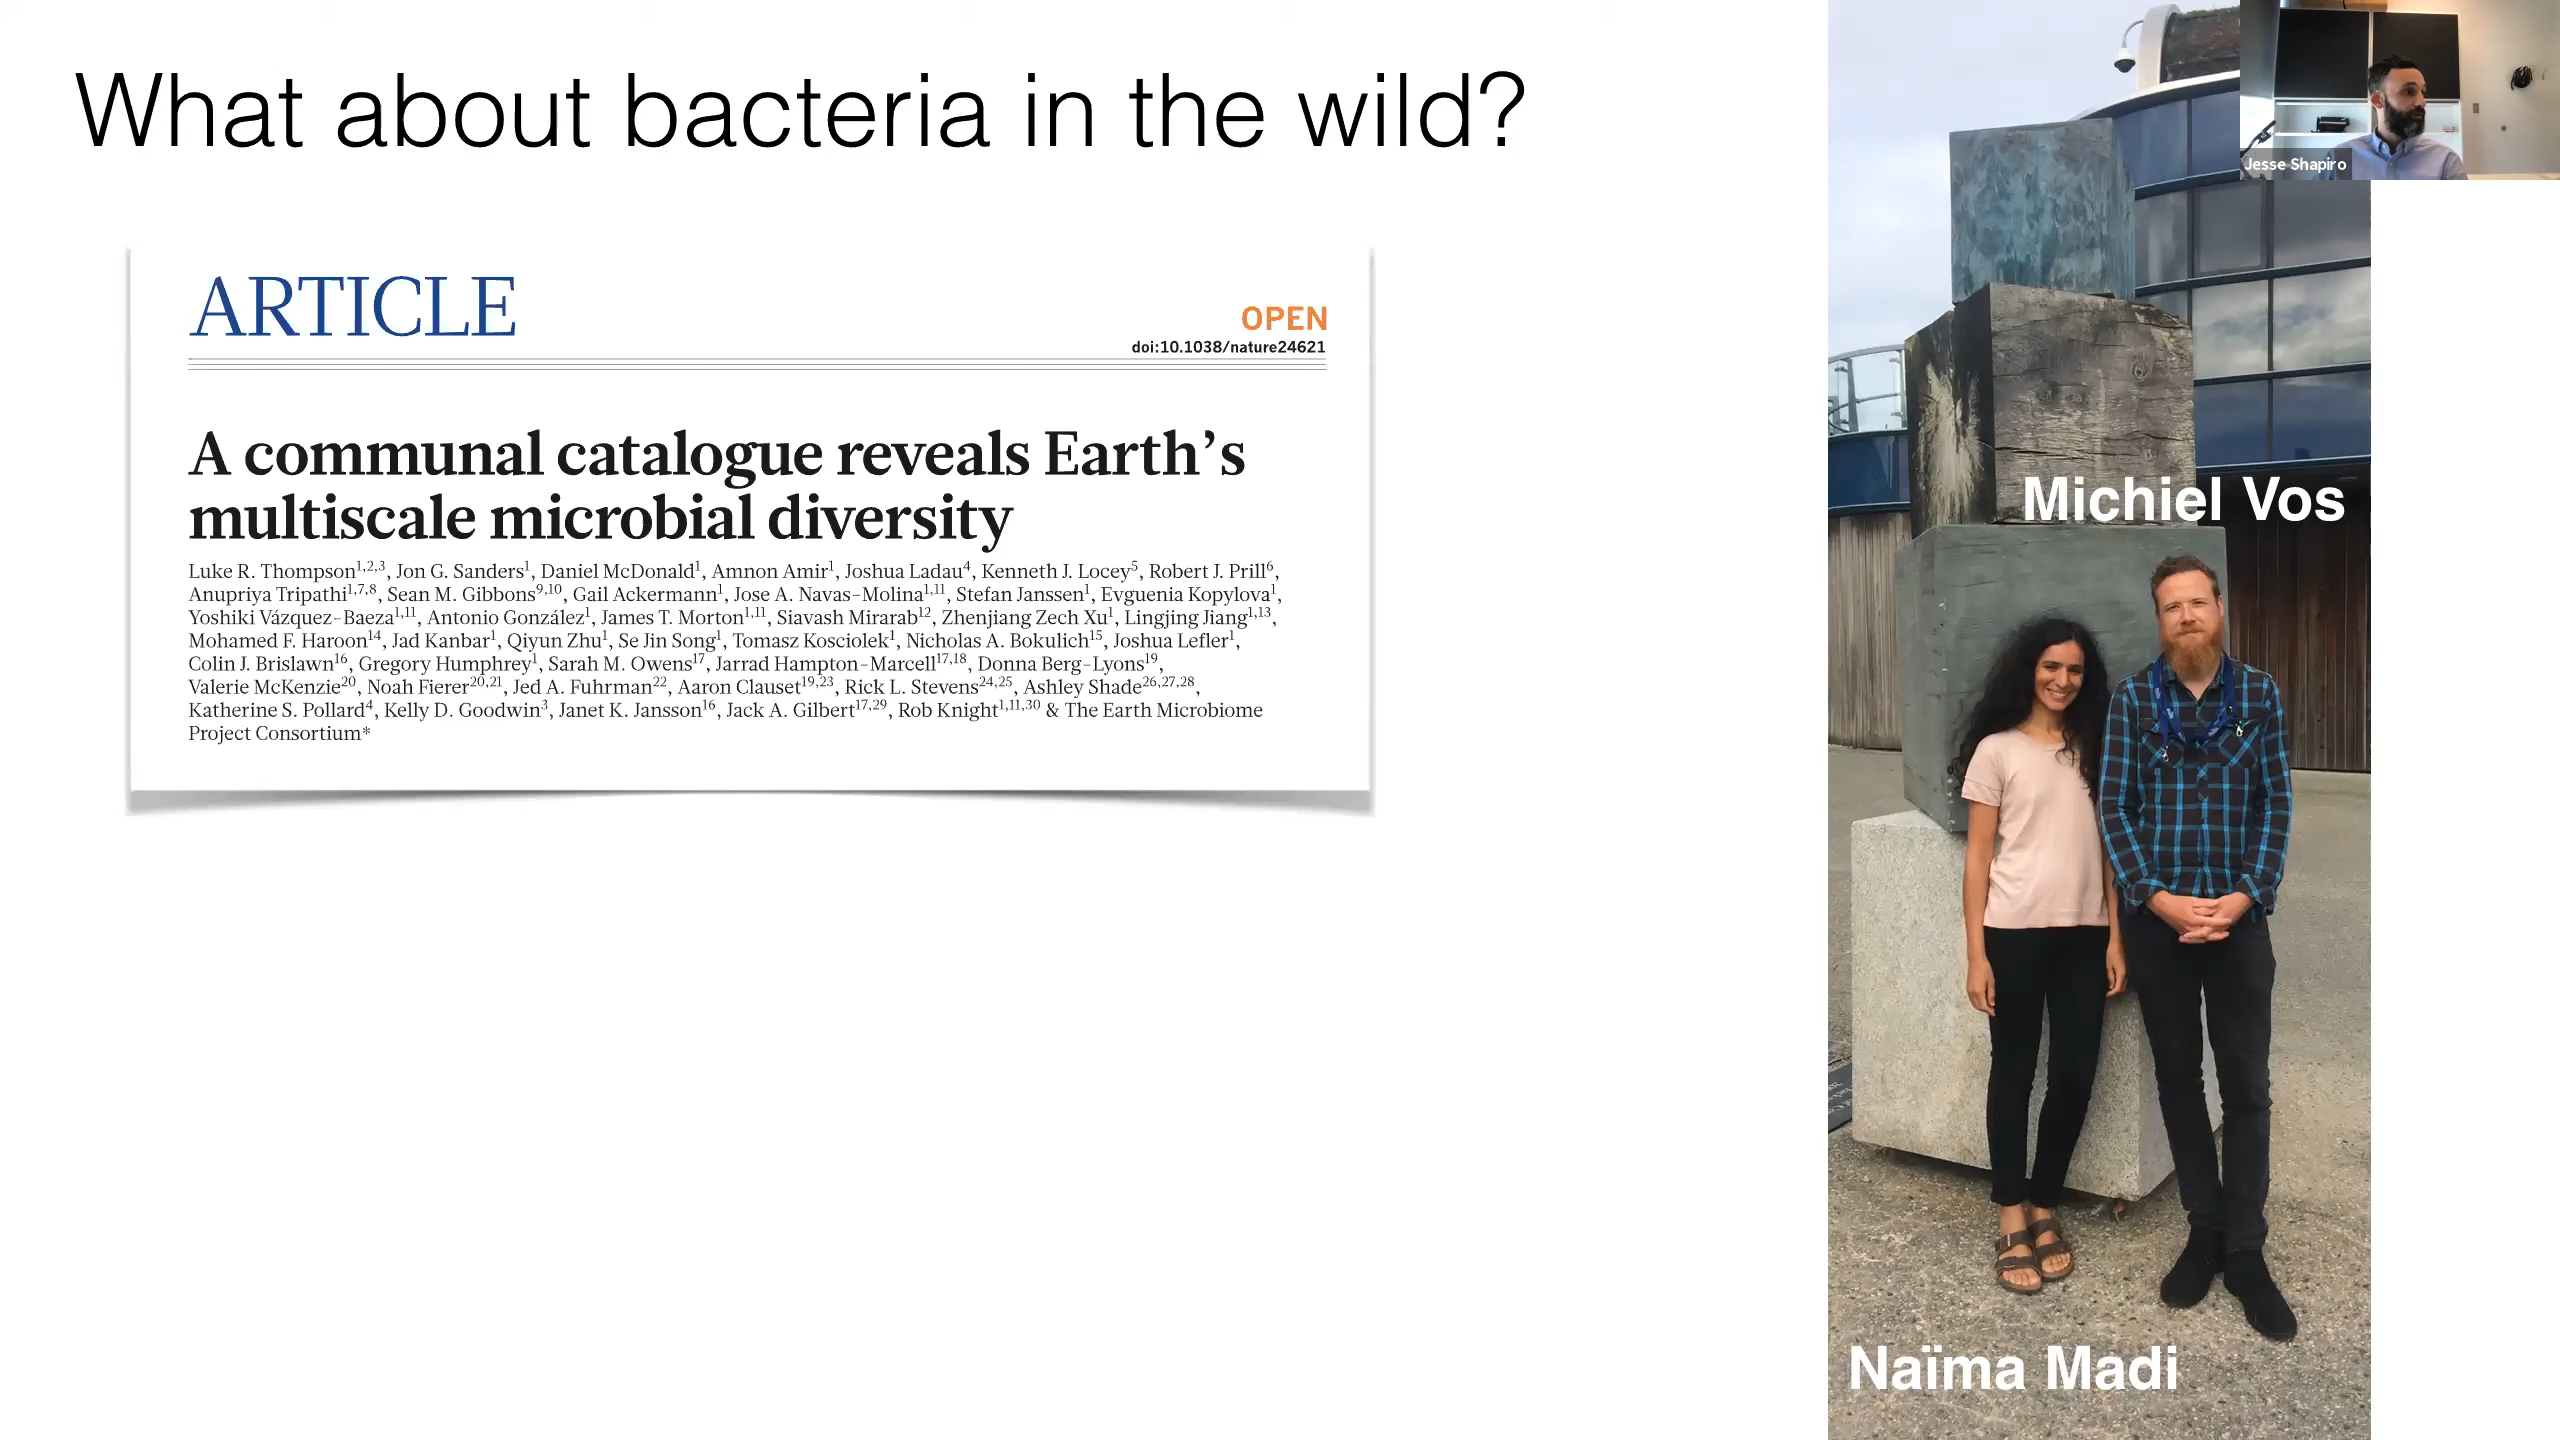 What about bacteria in the wild?
Jesse Shapiro
ARTICLE
OPEN
doi:10.1038/nature24621
A communal catalogue reveals Earth’s
multiscale microbial diversity
Luke R. Thompson1,2,3, Jon G. Sanders1, Daniel McDonald1, Amnon Amir1, Joshua Ladau4, Kenneth J. Locey5, Robert J. Prill6,
Anupriya Tripathi1,7,8, Sean M. Gibbons9,10, Gail Ackermann1, Jose A. Navas-Molina1,11, Stefan Janssen1, Evguenia Kopylova1,
Yoshiki Vázquez-Baeza1,11, Antonio González1, James T. Morton1,11, Siavash Mirarab12, Zhenjiang Zech Xu1, Lingjing Jiang1,13,
Mohamed F. Haroon14, Jad Kanbar1, Qiyun Zhu1, Se Jin Song1, Tomasz Kosciolek1, Nicholas A. Bokulich15, Joshua Lefler1,
Colin J. Brislawn16, Gregory Humphrey1, Sarah M. Owens17, Jarrad Hampton-Marcell17,18, Donna Berg-Lyons19,
Valerie McKenzie20, Noah Fierer20,21, Jed A. Fuhrman22, Aaron Clauset19,23, Rick L. Stevens24,25, Ashley Shade26,27,28,
Katherine S. Pollard4, Kelly D. Goodwin3, Janet K. Jansson16, Jack A. Gilbert17,29, Rob Knight1,11,30 & The Earth Microbiome
Project Consortium*
Michiel Vos
Naïma Madi